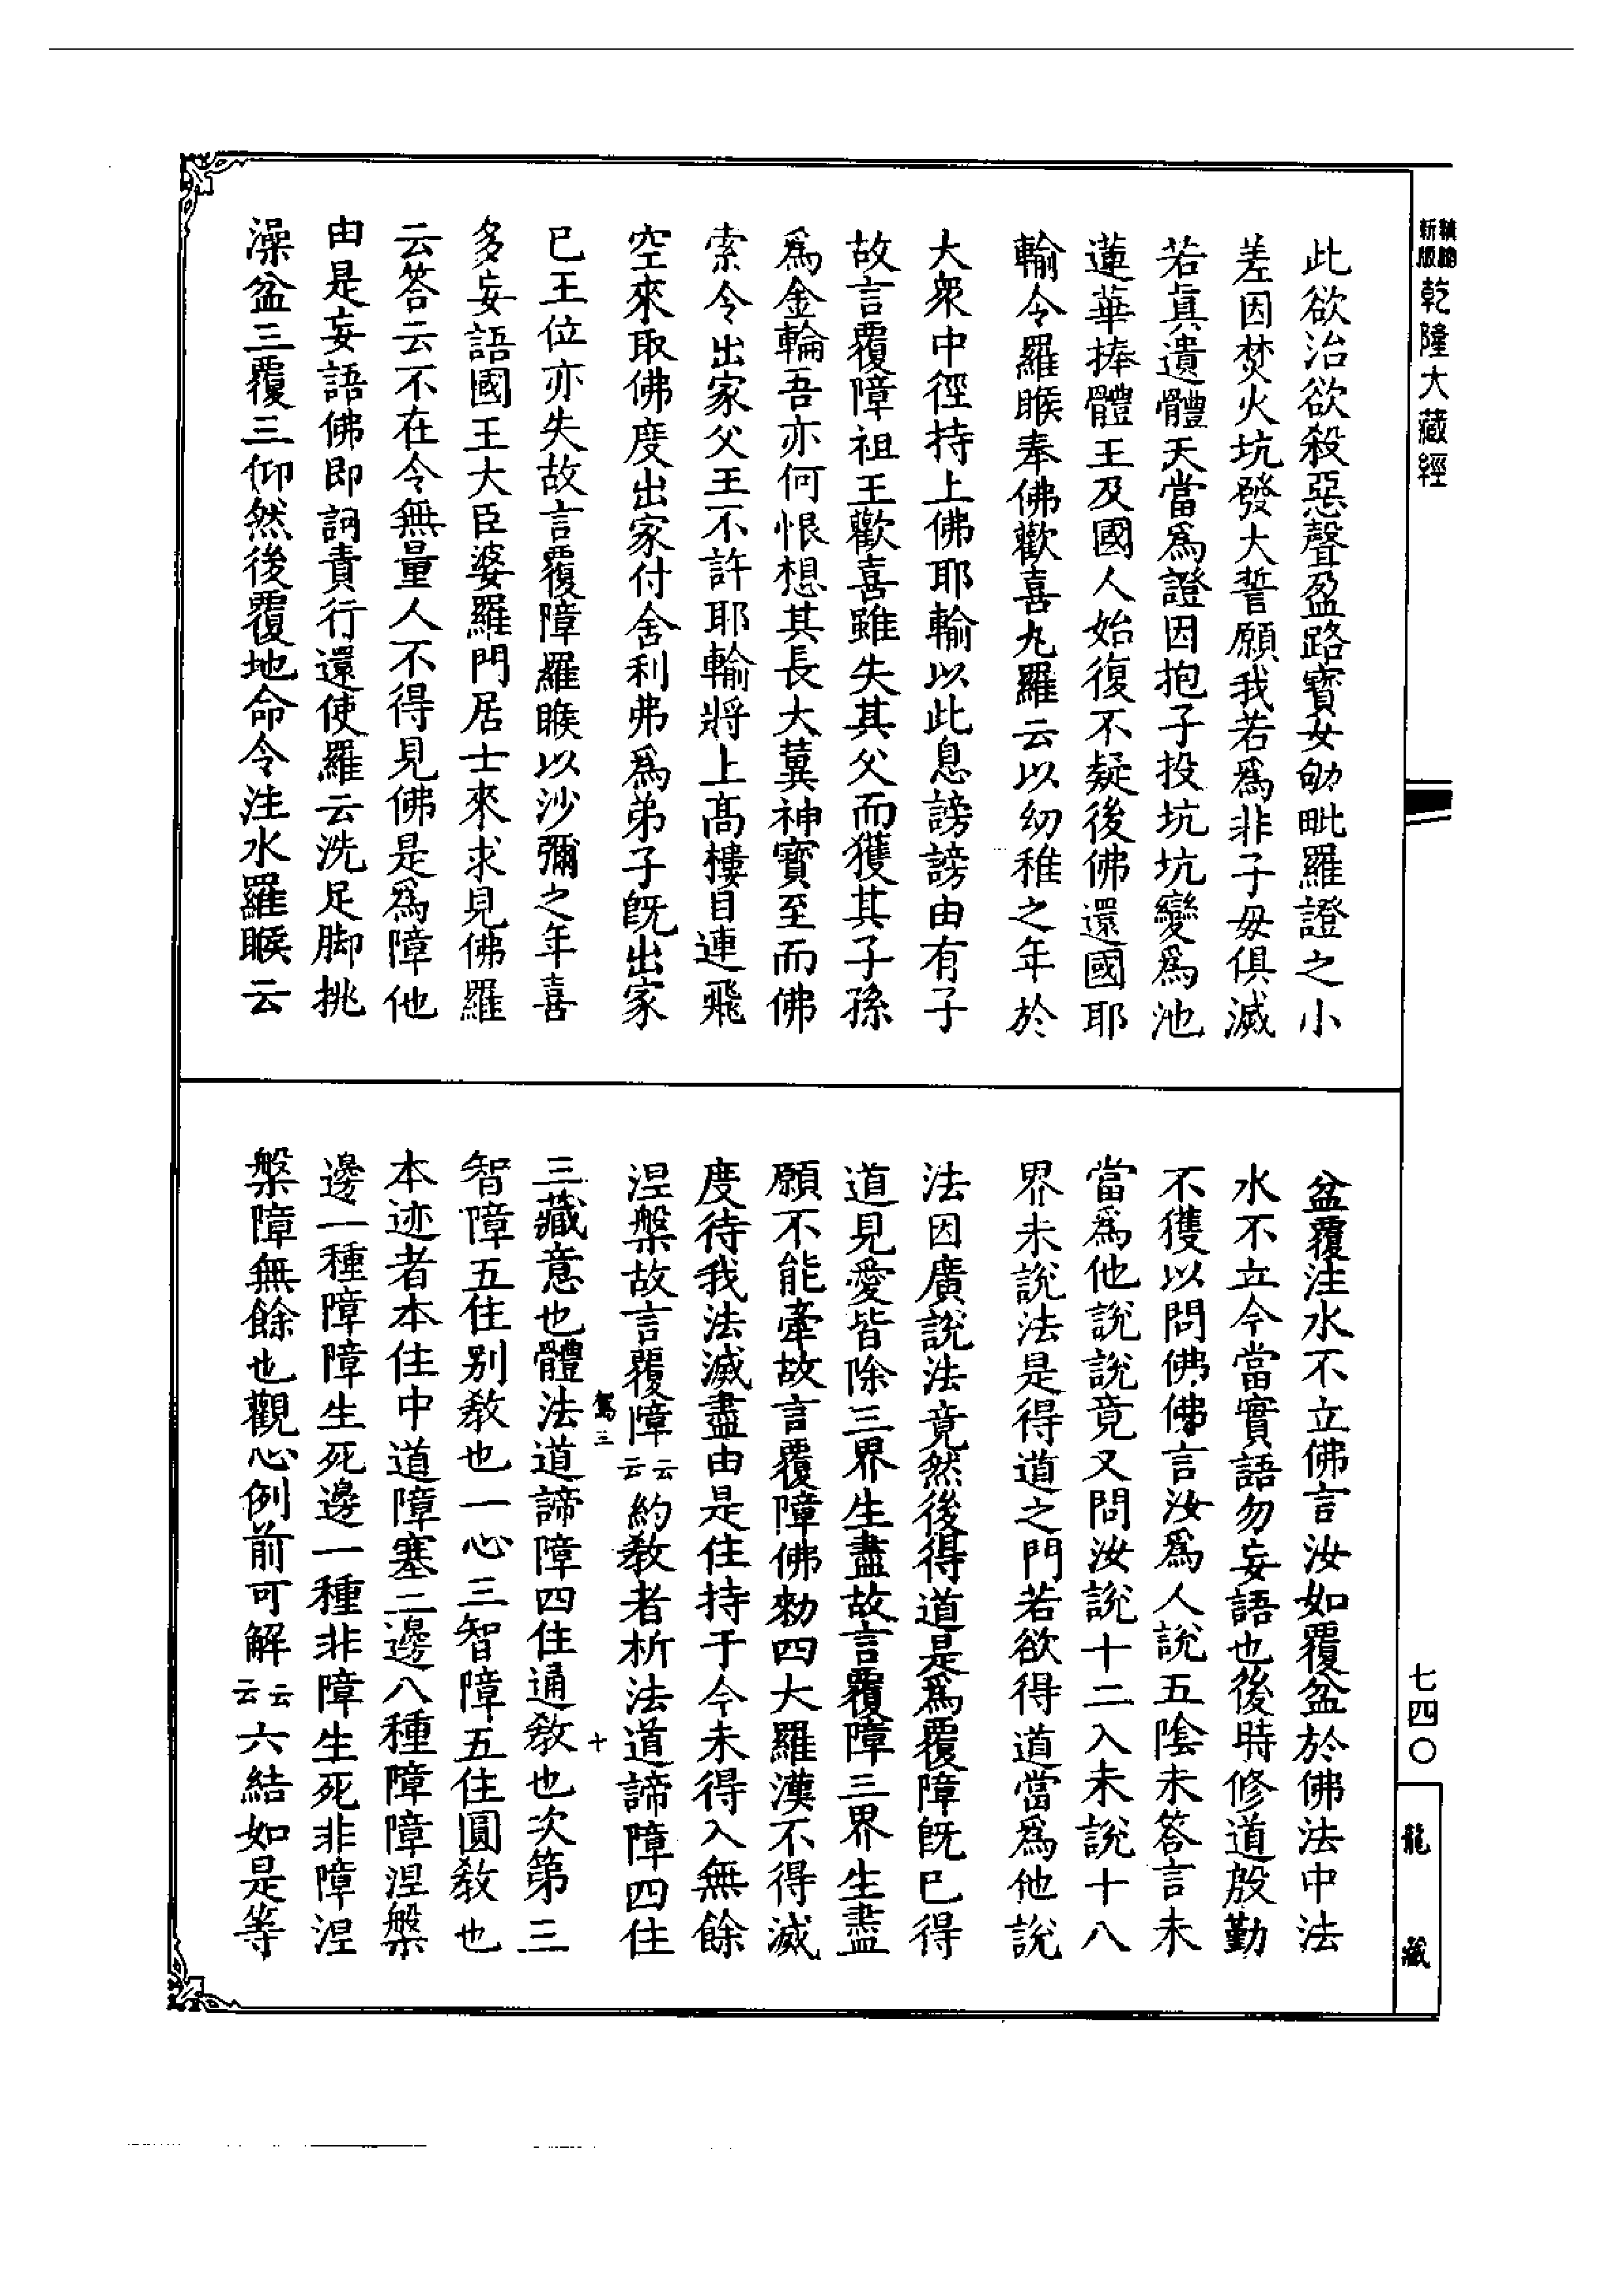 新版
精繪
乾隆大藏經
此欲治欲殺惡聲盈路寶女劬毗羅證之小
差因焚火坑發大誓願我若爲非子母俱滅
若眞遺體天當爲證因抱子投坑坑變爲池
蓮華捧體王及國人始復不疑後佛還國耶
輸令羅睺奉佛歡喜九羅云以幼稚之年於
大衆中徑持上佛耶輸以此息謗謗由有子
故言覆障祖王歡喜雖失其父而獲其子孫
爲金輪吾亦何恨想其長大蓂神寶至而佛
索令出家父王不許耶輸將上高樓目連飛
空來取佛度出家付舍利弗爲弟子旣出家
已王位亦失故言覆障羅睺以沙彌之年喜
多妄語國王大臣婆羅門居士來求見佛羅
云答云不在令無量人不得見佛是爲障他
由是妄語佛即訶責行還使羅云洗足脚挑
澡盆三覆三仰然後覆地命令注水羅睺云
盆覆注水不立佛言汝如覆盆於佛法中法
水不立今當實語勿妄語也後時修道殷勤
不獲以問佛佛言汝爲人說五隂未答言未
當爲他說說竟又問汝說十二入未說十八
界未說法是得道之門若欲得道當爲他說
法因廣說法竟然後得道是爲覆障旣巳得
道見愛皆除三界生盡故言覆障三界生盡
願不能牽故言覆障佛勑四大羅漢不得滅
度待我法滅盡由是住持于今未得入無餘
涅槃故言覆障云云約教者析法道諦障四住
三藏意也體法道諦障四住通教也次第三
智障五住别教也一心三智障五住圓教也
本迹者本住中道障塞二邊八種障障涅槃
邊一種障障生死邊一種非障生死非障涅
槃障無餘也觀心例前可解云云六結如是等
駕三
十
七四〇
龍藏